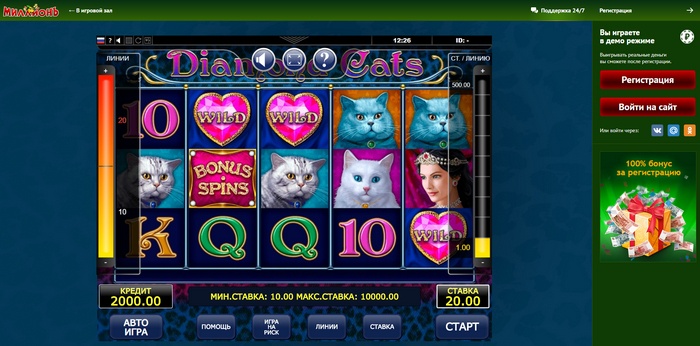 МИЛЛИОНЪ
← В игровой зал
Поддержка 24/7
Регистрация →
12:26
ID: -
ЛИНИИ
Diamond Cats
СТ. / ЛИНИЮ
+
+
500.00
20
10
WILD
WILD
BONUS
SPINS
10
K
Q
Q
10
WILD
1.00
-
-
КРЕДИТ
2000.00
МИН.СТАВКА: 10.00 МАКС.СТАВКА: 10000.00
СТАВКА
20.00
АВТО
ИГРА
ПОМОЩЬ
ИГРА
НА
РИСК
ЛИНИИ
СТАВКА
СТАРТ
Вы играете
в демо режиме
₽
Выигрывать реальные деньги
вы сможете после регистрации.
Регистрация
Войти на сайт
Или войти через:
100% бонус
за регистрацию